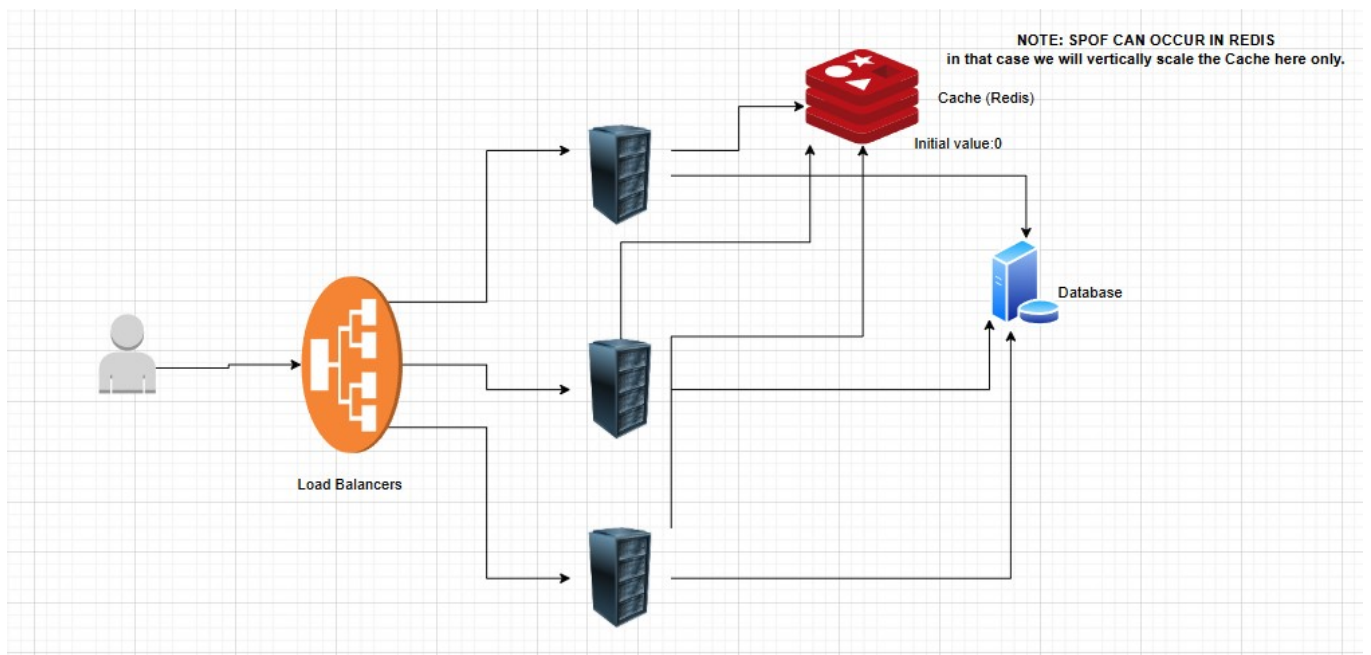 NOTE: SPOF CAN OCCUR IN REDIS
in that case we will vertically scale the Cache here only.
Cache (Redis)
Initial value:0
Database
Load Balancers